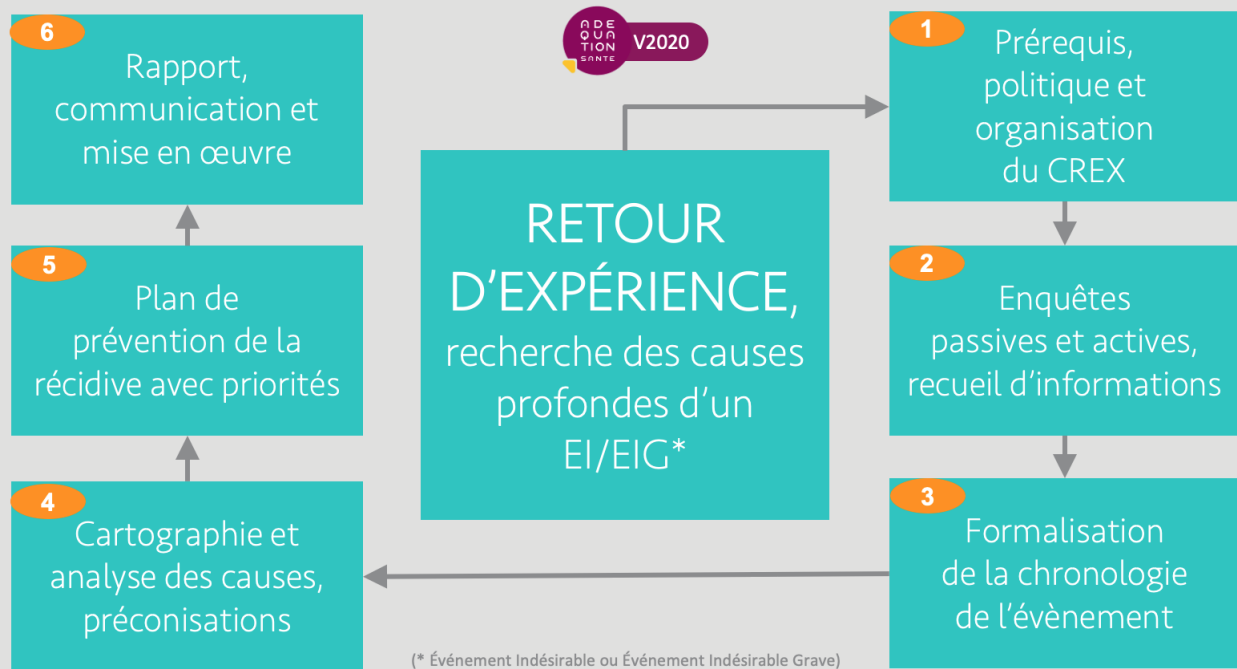 ADE
QUA
TION
SANTE
V2020
RETOUR
D'EXPÉRIENCE,
recherche des causes
profondes d'un
EI/EIG*
1
Prérequis,
politique et
organisation
du CREX
2
Enquêtes
passives et actives,
recueil d'informations
3
Formalisation
de la chronologie
de l'évènement
4
Cartographie et
analyse des causes,
préconisations
5
Plan de
prévention de la
récidive avec priorités
6
Rapport,
communication et
mise en œuvre
(* Événement Indésirable ou Événement Indésirable Grave)